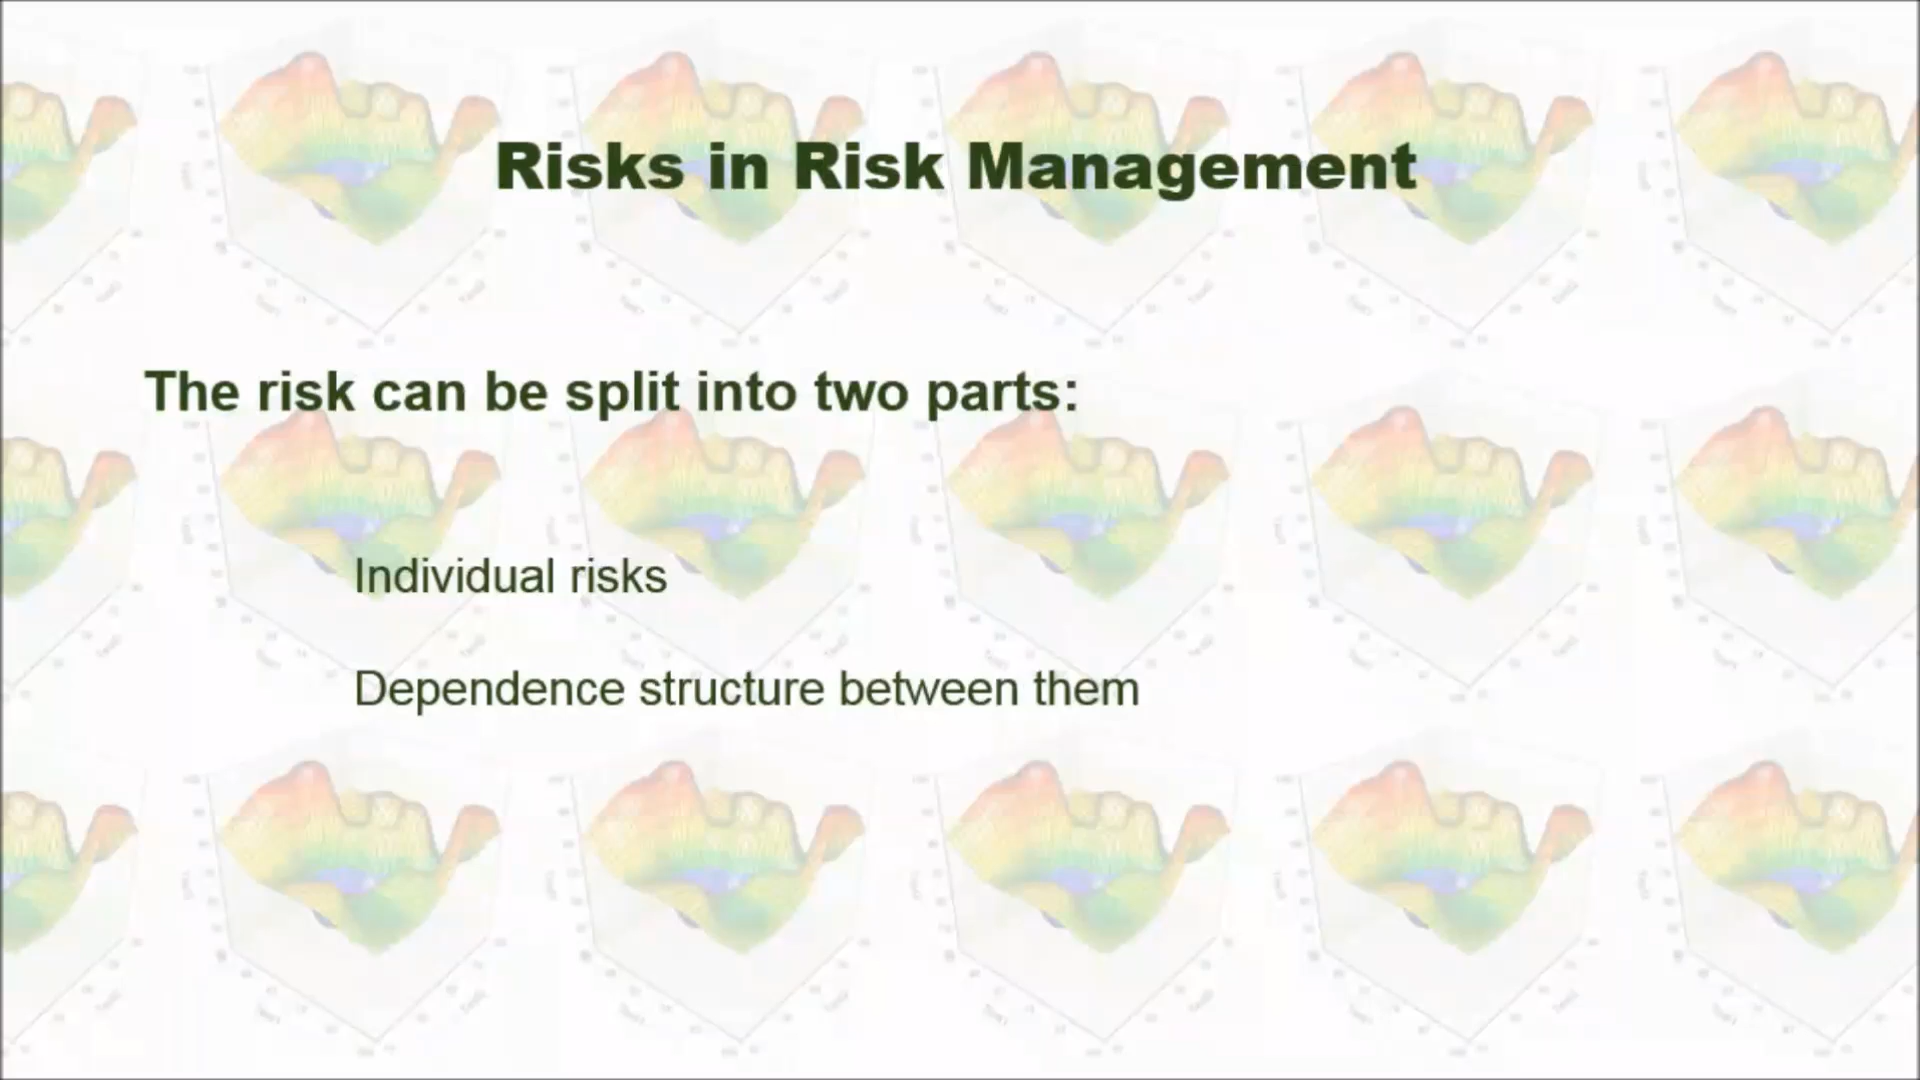 Risks in Risk Management
The risk can be split into two parts:
Individual risks
Dependence structure between them